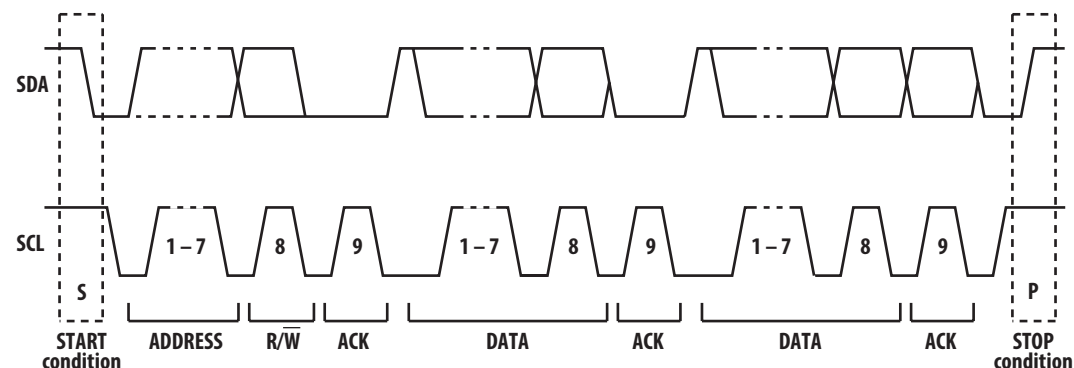 SDA
SCL
1 – 7 8 9 1 – 7 8 9 1 – 7 8 9
S P
START condition ADDRESS R/W̅ ACK DATA ACK DATA ACK STOP condition